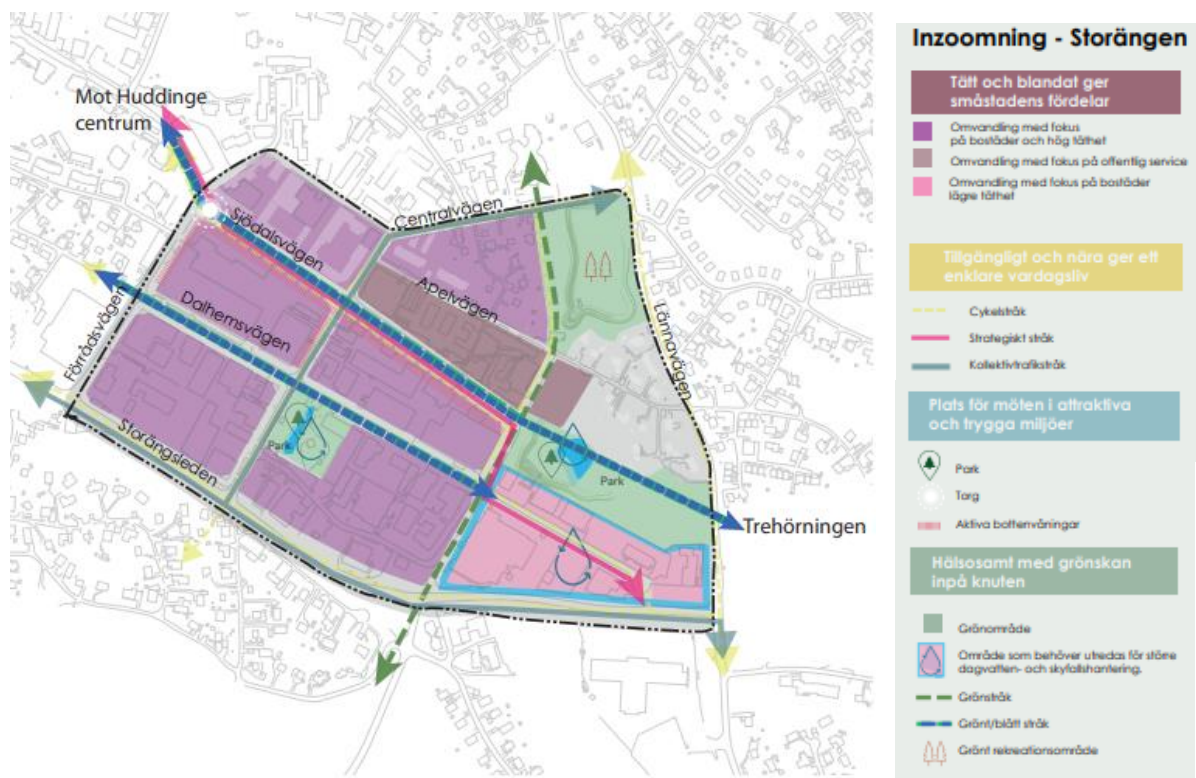 Mot Huddinge
centrum
Sjödalsvägen
Centralvägen
Apelvägen
Dalhemsvägen
Förrådsvägen
Lännavägen
Storängsleden
Park
Park
Trehörningen
Inzoomning - Storängen
Tätt och blandat ger
småstadens fördelar
Omvandling med fokus
på bostäder och hög täthet
Omvandling med fokus på offentlig service
Omvandling med fokus på bostäder
lägre täthet
Tillgängligt och nära ger ett
enklare vardagsliv
Cykelstråk
Strategiskt stråk
Kollektivtrafikstråk
Plats för möten i attraktiva
och trygga miljöer
Park
Torg
Aktiva bottenvåningar
Hälsosamt med grönskan
inpå knuten
Grönområde
Område som behöver utredas för större
dagvatten- och skyfallshantering.
Grönstråk
Grönt/blått stråk
Grönt rekreationsområde